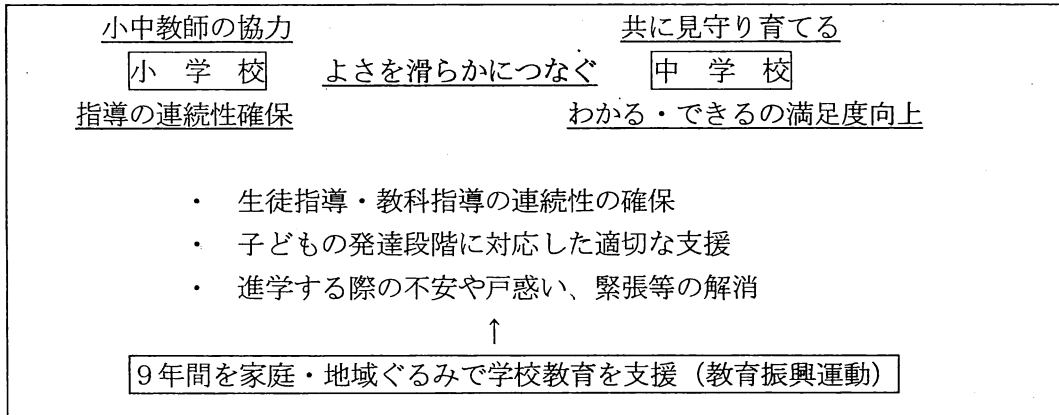 小中教師の協力 共に見守り育てる
小 学 校 よさを滑らかにつなぐ 中 学 校
指導の連続性確保 わかる・できるの満足度向上
・ 生徒指導・教科指導の連続性の確保
・ 子どもの発達段階に対応した適切な支援
・ 進学する際の不安や戸惑い、緊張等の解消
↑
9年間を家庭・地域ぐるみで学校教育を支援（教育振興運動）